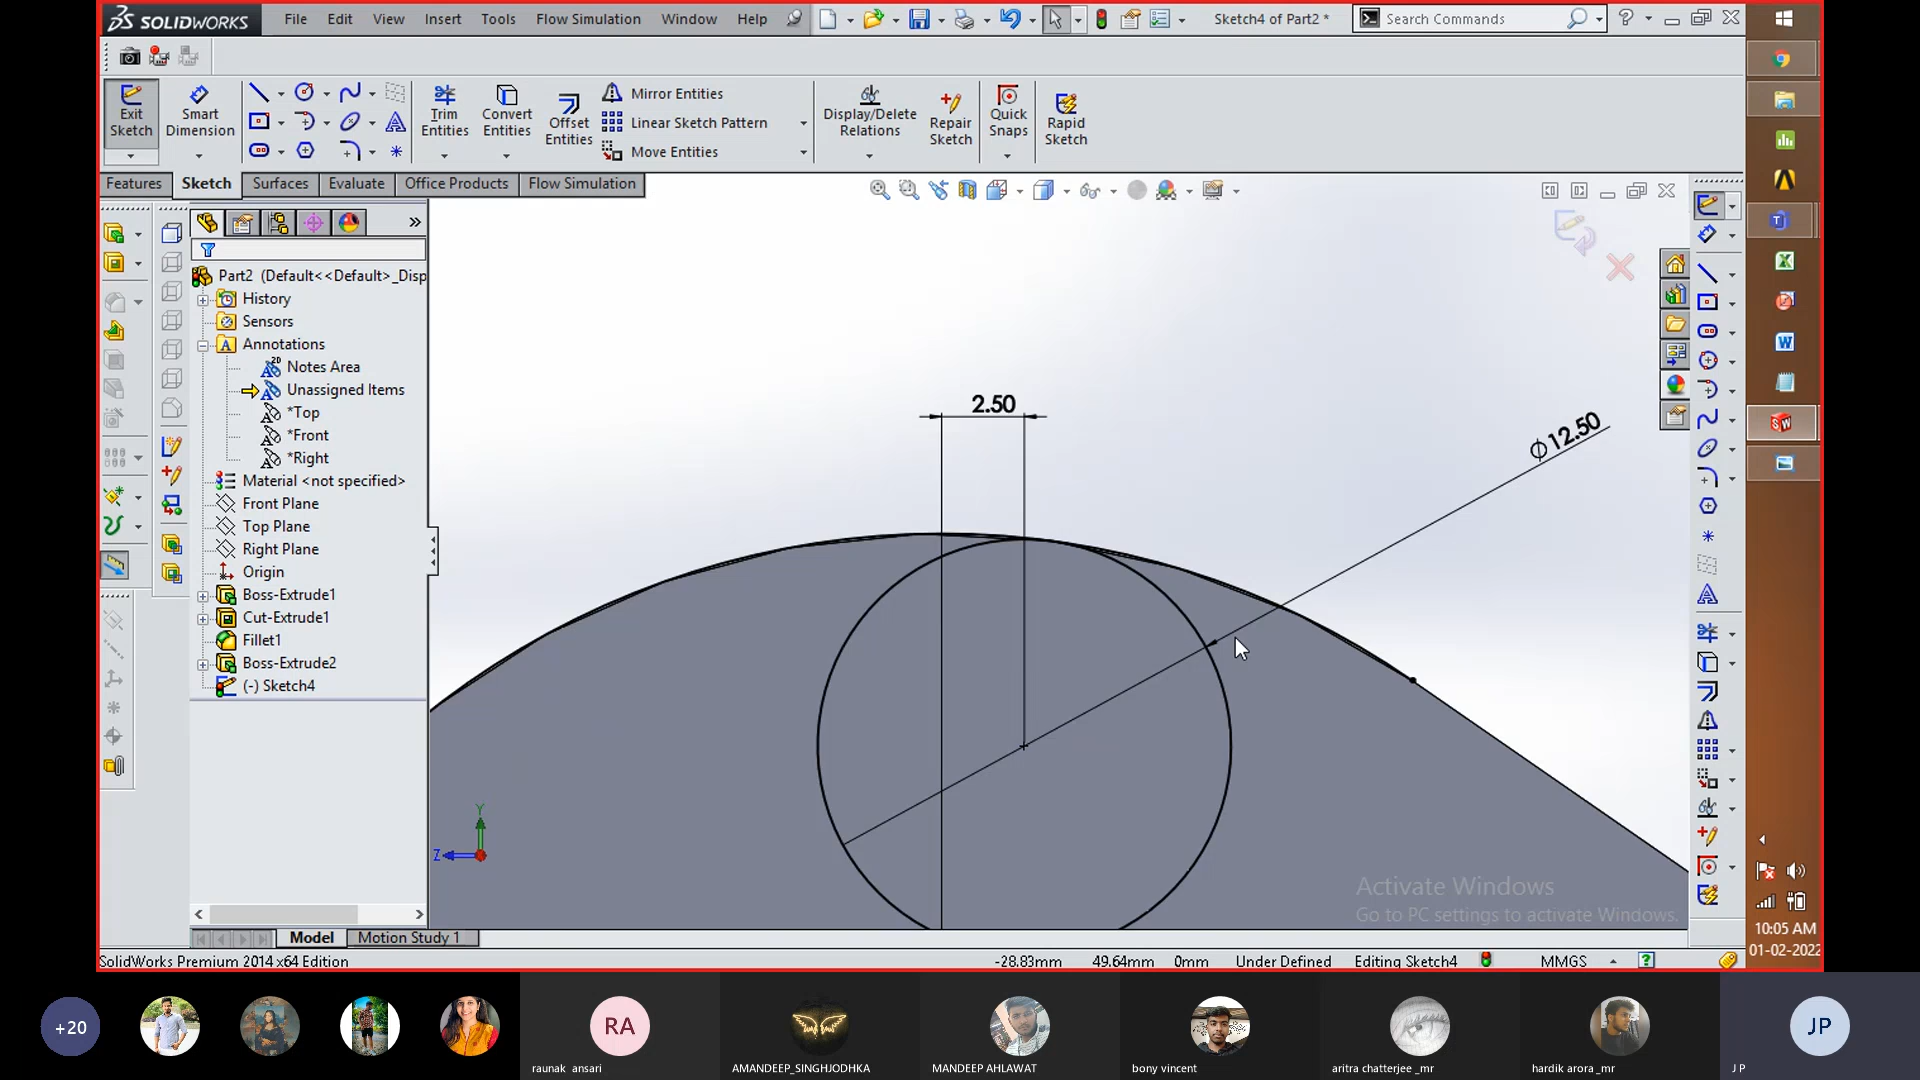 SOLIDWORKS
File Edit View Insert Tools Flow Simulation Window Help
Sketch4 of Part2 *
Search Commands
Exit Sketch
Smart Dimension
Trim Entities
Convert Entities
Offset Entities
Mirror Entities
Linear Sketch Pattern
Move Entities
Display/Delete Relations
Repair Sketch
Quick Snaps
Rapid Sketch
Features Sketch Surfaces Evaluate Office Products Flow Simulation
Part2 (Default<<Default>_Disp
History
Sensors
Annotations
Notes Area
Unassigned Items
*Top
*Front
*Right
Material <not specified>
Front Plane
Top Plane
Right Plane
Origin
Boss-Extrude1
Cut-Extrude1
Fillet1
Boss-Extrude2
(-) Sketch4
2.50
⌀12.50
Y
Z
Activate Windows
Go to PC settings to activate Windows.
Model Motion Study 1
SolidWorks Premium 2014 x64 Edition
-28.83mm 49.64mm 0mm Under Defined Editing Sketch4 MMGS
10:05 AM
01-02-2022
+20
RA
JP
raunak ansari
AMANDEEP_SINGHJODHKA
MANDEEP AHLAWAT
bony vincent
aritra chatterjee _mr
hardik arora _mr
J P